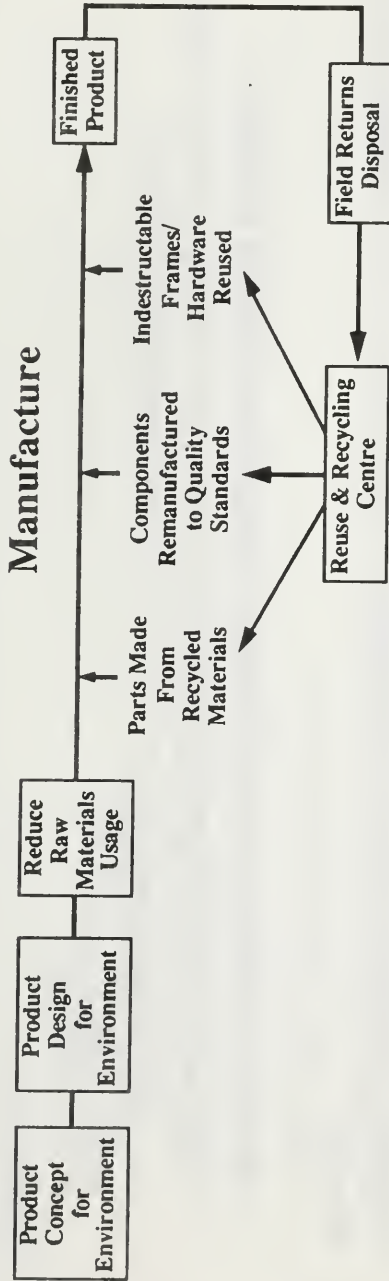 Manufacture
Product
Concept
for
Environment
Product
Design
for
Environment
Reduce
Raw
Materials
Usage
Finished
Product
Parts Made
From
Recycled
Materials
Components
Remanufactured
to Quality
Standards
Indestructable
Frames/
Hardware
Reused
Reuse & Recycling
Centre
Field Returns
Disposal